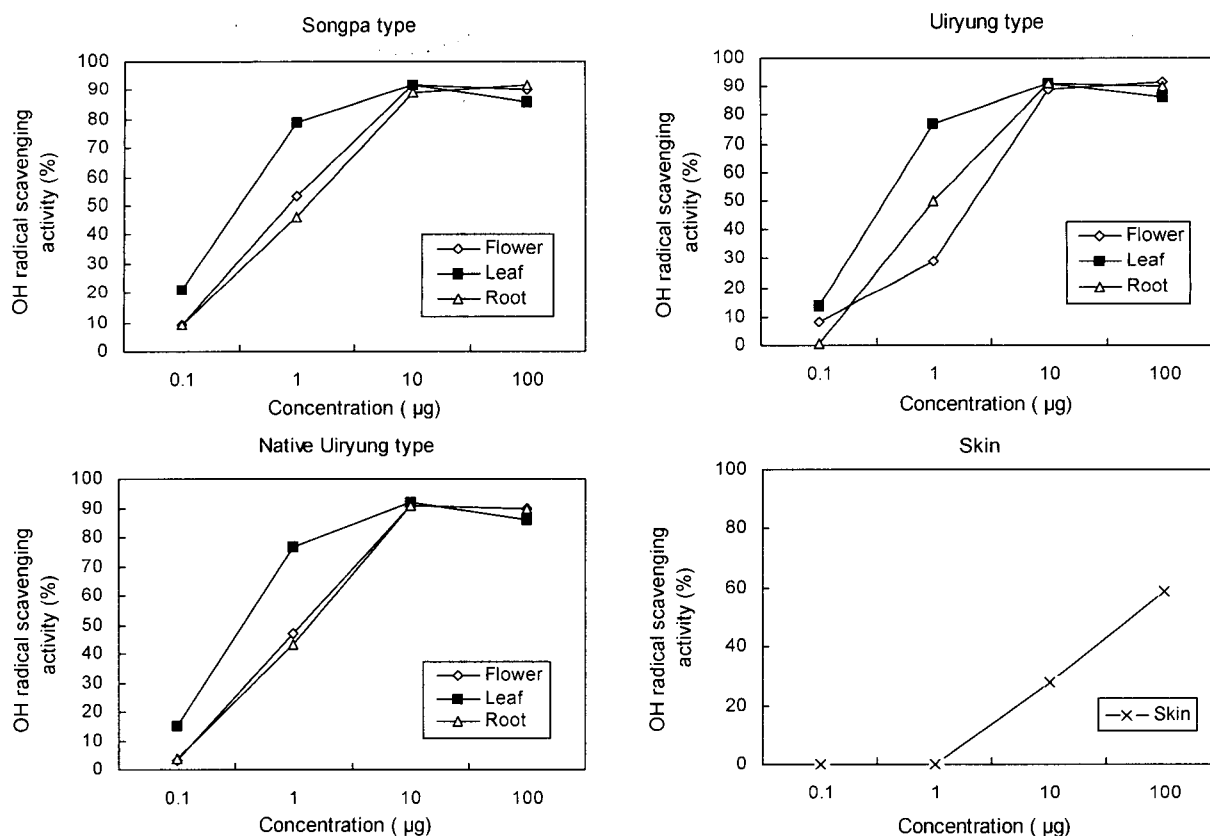 Songpa type
OH radical scavenging
activity (%)
100
90
80
70
60
50
40
30
20
10
0
Flower
Leaf
Root
0.1 1 10 100
Concentration ( µg)
Uiryung type
OH radical scavenging
activity (%)
100
90
80
70
60
50
40
30
20
10
0
Flower
Leaf
Root
0.1 1 10 100
Concentration ( µg)
Native Uiryung type
OH radical scavenging
activity (%)
100
90
80
70
60
50
40
30
20
10
0
Flower
Leaf
Root
0.1 1 10 100
Concentration ( µg)
Skin
OH radical scavenging
activity (%)
100
80
60
40
20
0
Skin
0.1 1 10 100
Concentration ( µg)